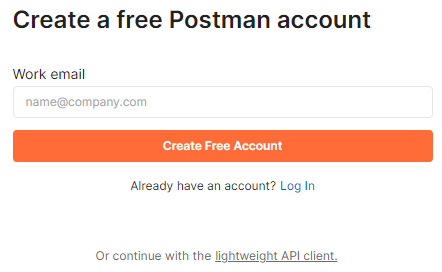 Create a free Postman account
Work email
name@company.com
Create Free Account
Already have an account? Log In
Or continue with the lightweight API client.